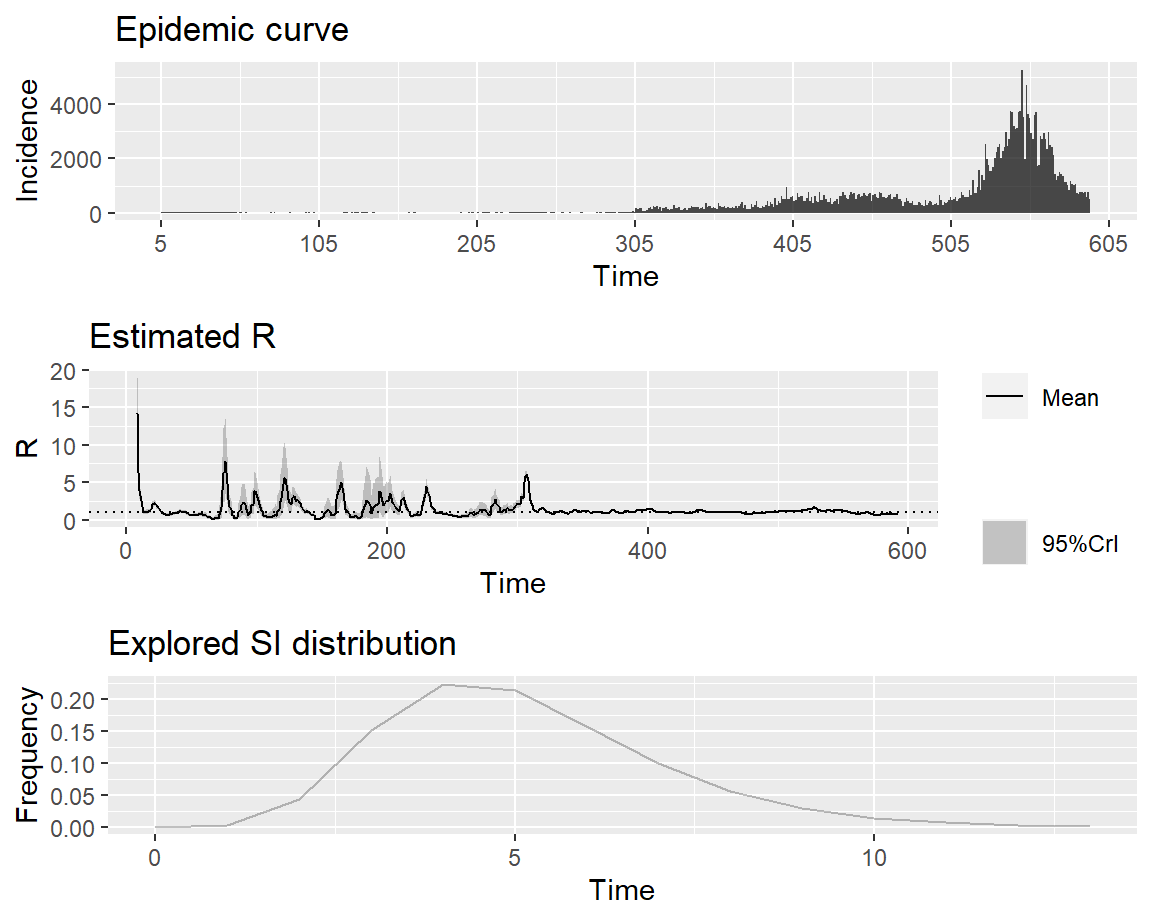 Epidemic curve
Incidence
4000
2000
0
5 105 205 305 405 505 605
Time
Estimated R
R
20
15
10
5
0
0 200 400 600
Time
Mean
95%CrI
Explored SI distribution
Frequency
0.20
0.15
0.10
0.05
0.00
0 5 10
Time